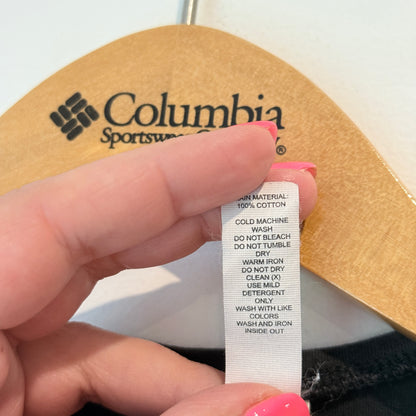 Columbia
®
MATERIAL:
100% COTTON
COLD MACHINE
WASH
DO NOT BLEACH
DO NOT TUMBLE
DRY
WARM IRON
DO NOT DRY
CLEAN (X)
USE MILD
DETERGENT
ONLY
WASH WITH LIKE
COLORS
WASH AND IRON
INSIDE OUT